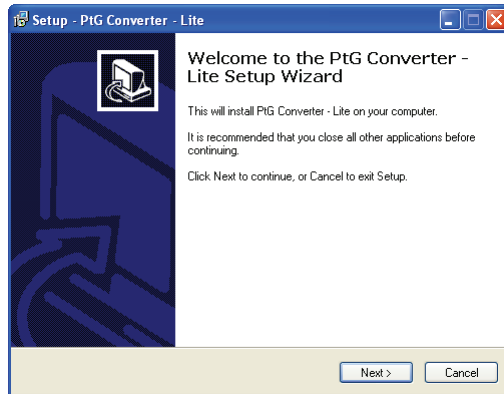 Setup - PtG Converter - Lite
Welcome to the PtG Converter -
Lite Setup Wizard
This will install PtG Converter - Lite on your computer.
It is recommended that you close all other applications before
continuing.
Click Next to continue, or Cancel to exit Setup.
Next > Cancel